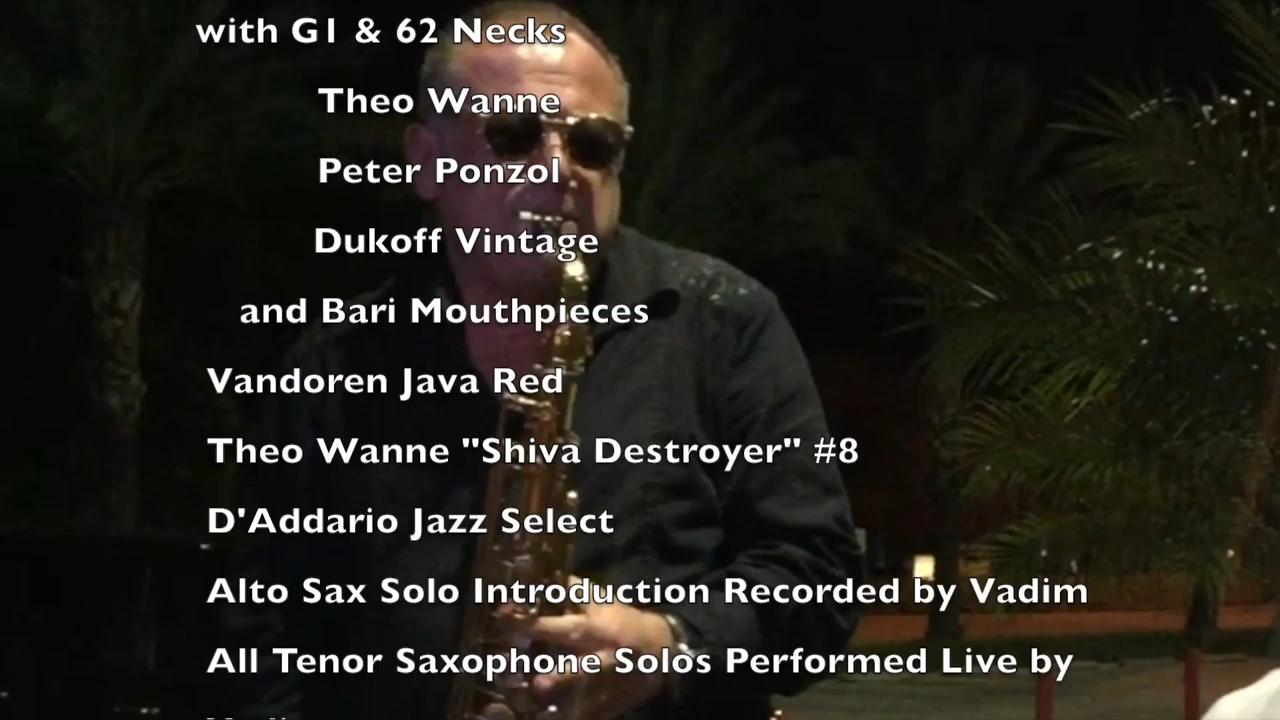 with G1 & 62 Necks
Theo Wanne
Peter Ponzol
Dukoff Vintage
and Bari Mouthpieces
Vandoren Java Red
Theo Wanne "Shiva Destroyer" #8
D'Addario Jazz Select
Alto Sax Solo Introduction Recorded by Vadim
All Tenor Saxophone Solos Performed Live by